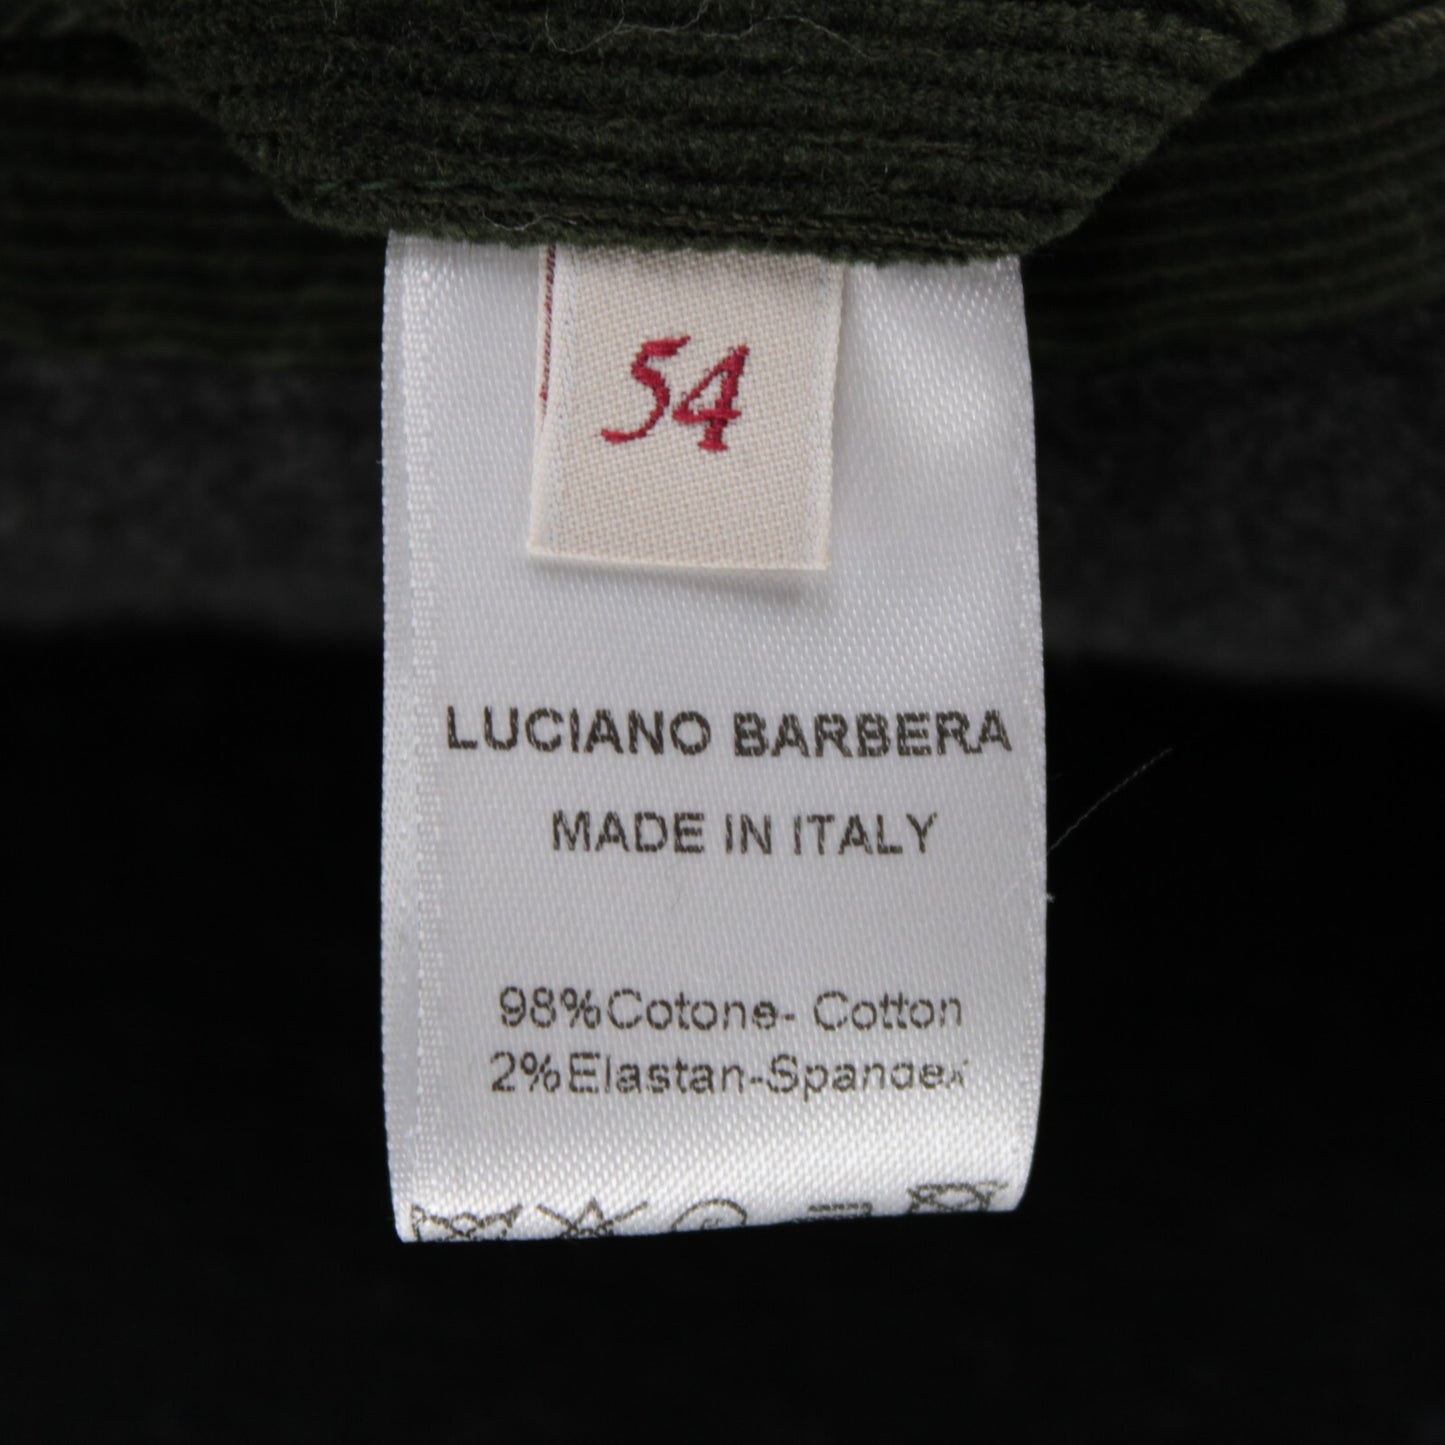 54
LUCIANO BARBERA
MADE IN ITALY
98%Cotone- Cotton
2%Elastan-Spandex